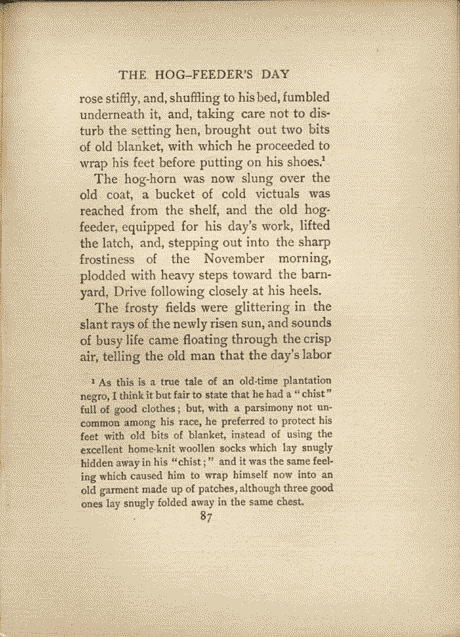 THE HOG-FEEDER'S DAY
rose stiffly, and, shuffling to his bed, fumbled
underneath it, and, taking care not to dis-
turb the setting hen, brought out two bits
of old blanket, with which he proceeded to
wrap his feet before putting on his shoes.¹
The hog-horn was now slung over the
old coat, a bucket of cold victuals was
reached from the shelf, and the old hog-
feeder, equipped for his day's work, lifted
the latch, and, stepping out into the sharp
frostiness of the November morning,
plodded with heavy steps toward the barn-
yard, Drive following closely at his heels.
The frosty fields were glittering in the
slant rays of the newly risen sun, and sounds
of busy life came floating through the crisp
air, telling the old man that the day's labor
¹ As this is a true tale of an old-time plantation
negro, I think it but fair to state that he had a "chist"
full of good clothes; but, with a parsimony not un-
common among his race, he preferred to protect his
feet with old bits of blanket, instead of using the
excellent home-knit woollen socks which lay snugly
hidden away in his "chist;" and it was the same feel-
ing which caused him to wrap himself now into an
old garment made up of patches, although three good
ones lay snugly folded away in the same chest.
87